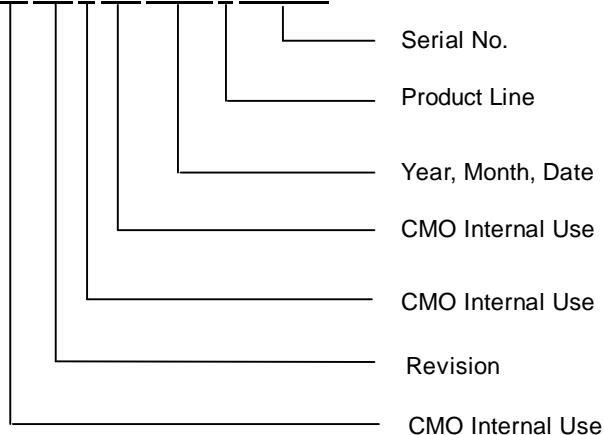 Serial No.
Product Line
Year, Month, Date
CMO Internal Use
CMO Internal Use
Revision
CMO Internal Use